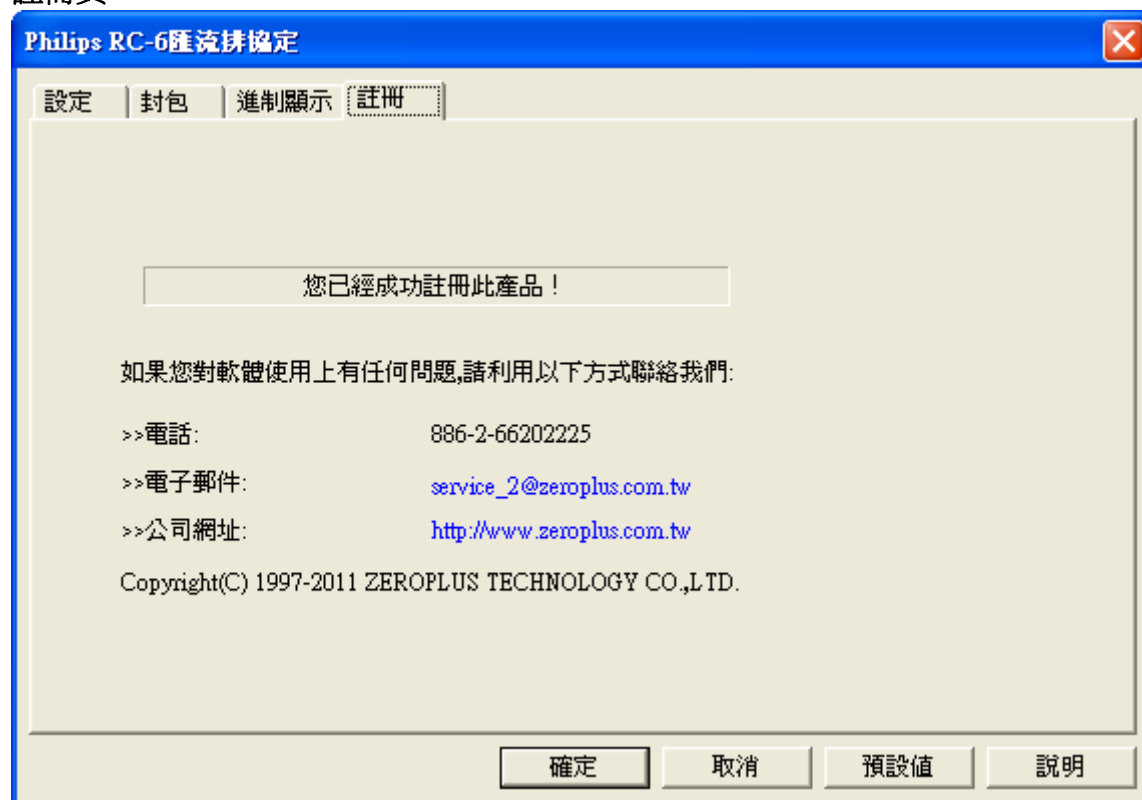 Philips RC-6匯流排協定
設定 封包 進制顯示 註冊
您已經成功註冊此產品！
如果您對軟體使用上有任何問題,請利用以下方式聯絡我們:
>>電話: 886-2-66202225
>>電子郵件: service_2@zeroplus.com.tw
>>公司網址: http://www.zeroplus.com.tw
Copyright(C) 1997-2011 ZEROPLUS TECHNOLOGY CO.,LTD.
確定 取消 預設值 說明